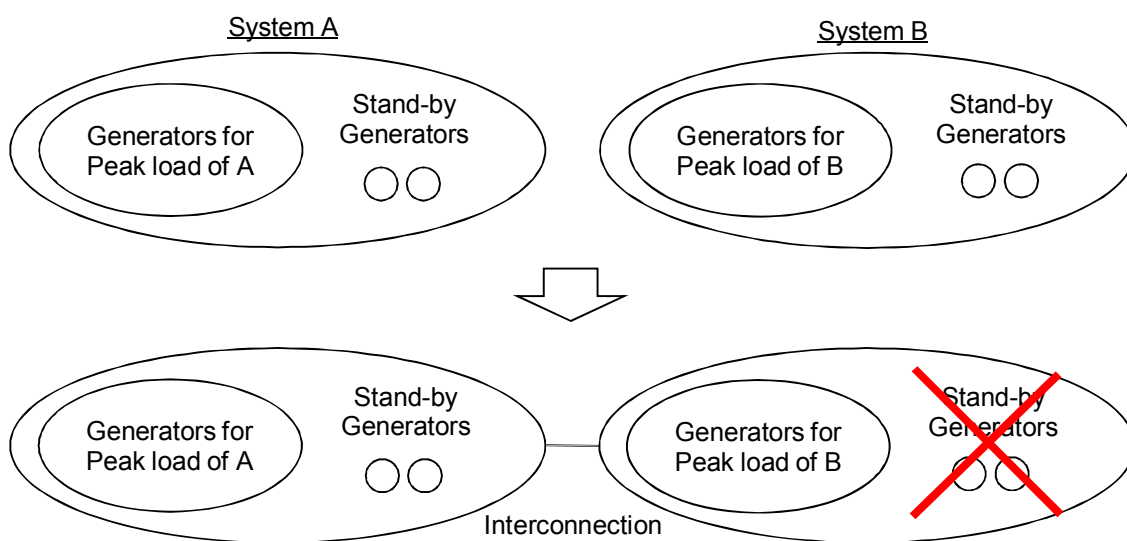 System A
System B
Generators for
Peak load of A
Stand-by
Generators
Generators for
Peak load of B
Stand-by
Generators
Generators for
Peak load of A
Stand-by
Generators
Generators for
Peak load of B
Stand-by
Generators
Interconnection